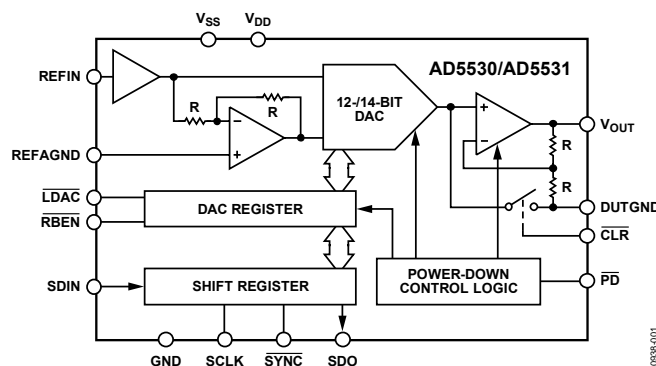 VSS VDD
AD5530/AD5531
REFIN
R
R
12-/14-BIT
DAC
VOUT
R
REFAGND
R
LDAC
DAC REGISTER
DUTGND
RBEN
CLR
SDIN
SHIFT REGISTER
POWER-DOWN
CONTROL LOGIC
PD
GND SCLK SYNC SDO
00938-001